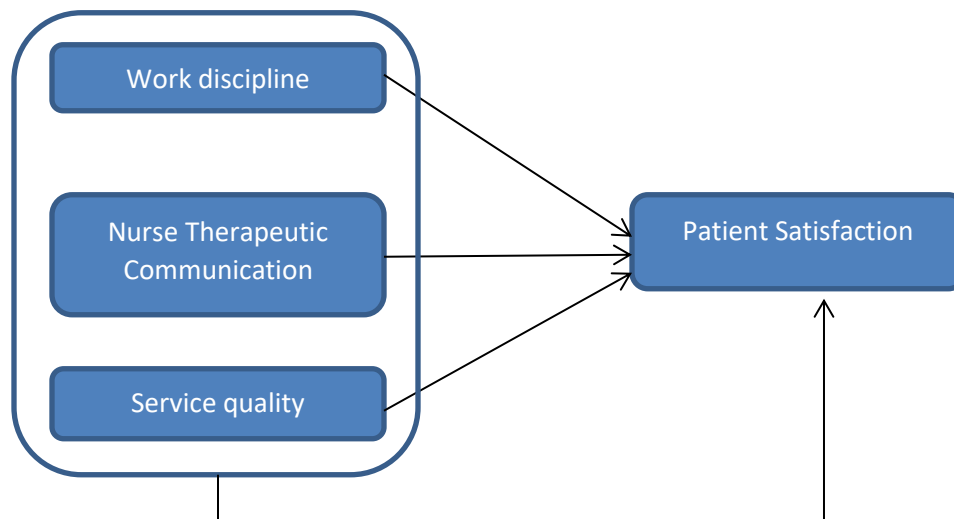 Work discipline
Nurse Therapeutic
Communication
Patient Satisfaction
Service quality